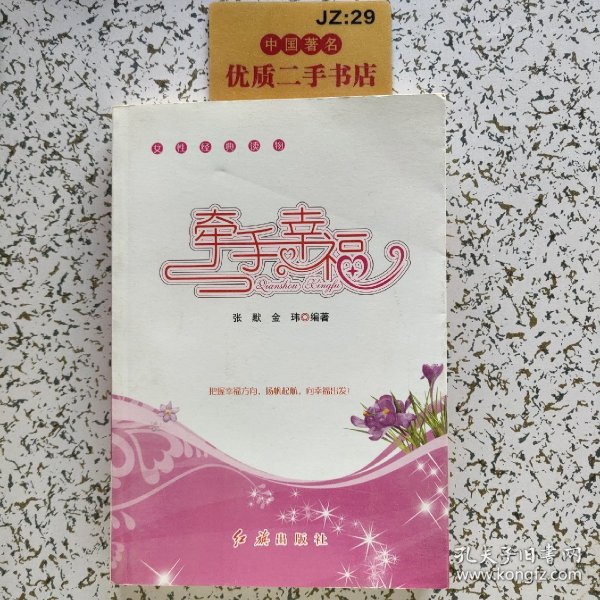 JZ:29
中国著名
优质二手书店
女性经典读物
牵手幸福
Qianshou Xingfu
张默 金玮◎编著
把握幸福方向、扬帆起航，向幸福出发！
红旗出版社
孔夫子旧书网
www.kongfz.com